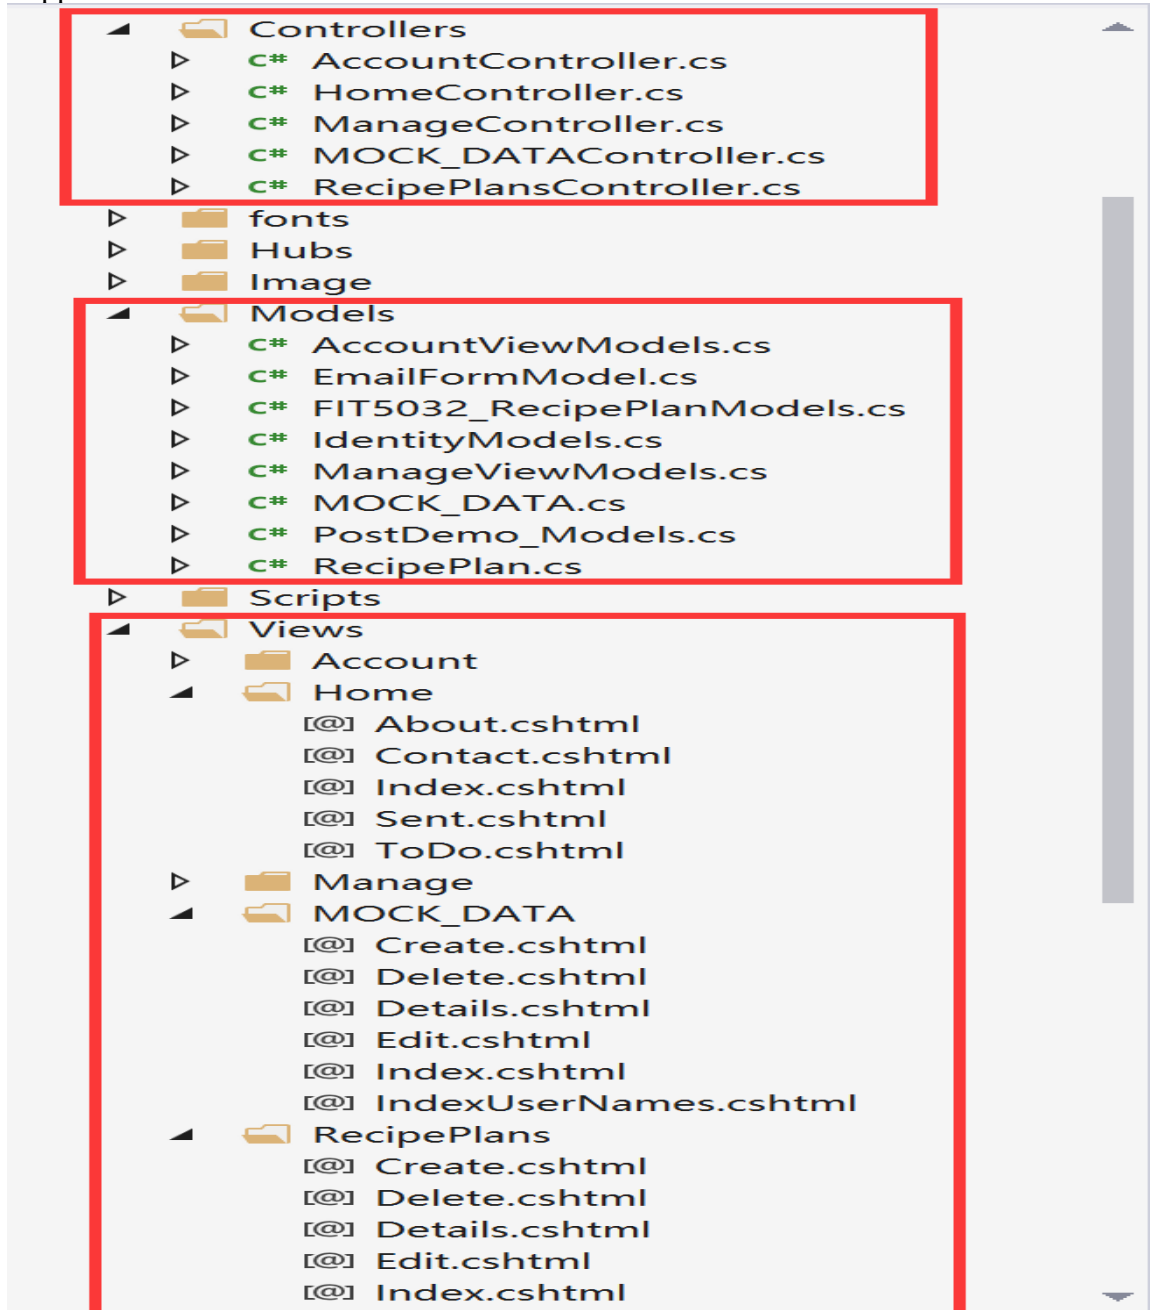 Controllers
C# AccountController.cs
C# HomeController.cs
C# ManageController.cs
C# MOCK_DATAController.cs
C# RecipePlansController.cs
fonts
Hubs
Image
Models
C# AccountViewModels.cs
C# EmailFormModel.cs
C# FIT5032_RecipePlanModels.cs
C# IdentityModels.cs
C# ManageViewModels.cs
C# MOCK_DATA.cs
C# PostDemo_Models.cs
C# RecipePlan.cs
Scripts
Views
Account
Home
[@] About.cshtml
[@] Contact.cshtml
[@] Index.cshtml
[@] Sent.cshtml
[@] ToDo.cshtml
Manage
MOCK_DATA
[@] Create.cshtml
[@] Delete.cshtml
[@] Details.cshtml
[@] Edit.cshtml
[@] Index.cshtml
[@] IndexUserNames.cshtml
RecipePlans
[@] Create.cshtml
[@] Delete.cshtml
[@] Details.cshtml
[@] Edit.cshtml
[@] Index.cshtml